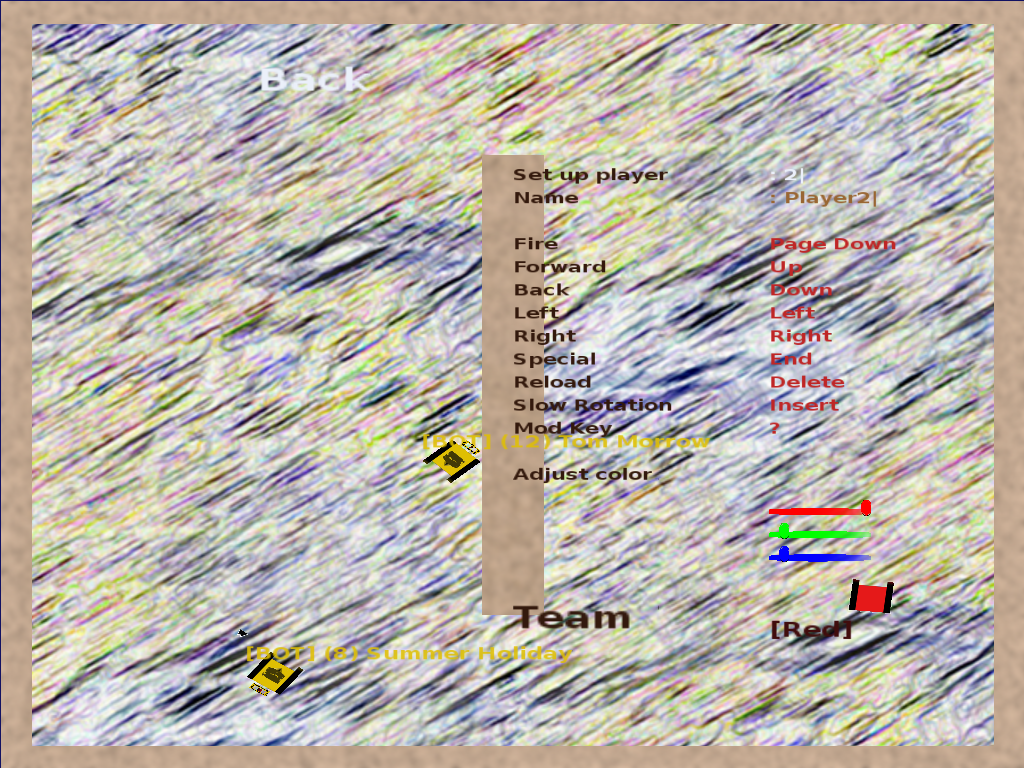 Back
Set up player : 2|
Name : Player2|
Fire Page Down
Forward Up
Back Down
Left Left
Right Right
Special End
Reload Delete
Slow Rotation Insert
Mod Key ?
[BOT] (12) Tom Morrow
Adjust color
Team
[Red]
[BOT] (8) Summer Holiday